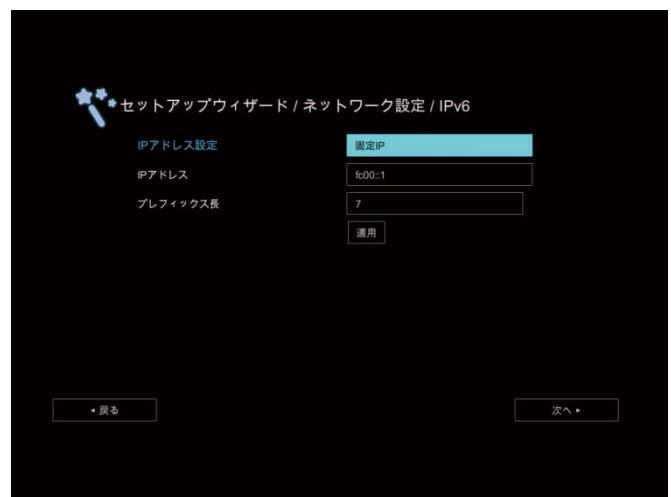 セットアップウィザード / ネットワーク設定 / IPv6
IPアドレス設定 固定IP
IPアドレス fc00::1
プレフィックス長 7
適用
◂ 戻る 次へ ▸